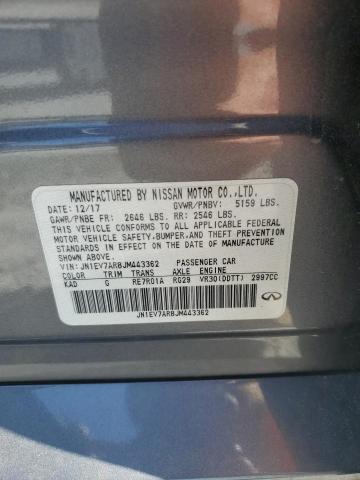 MANUFACTURED BY NISSAN MOTOR CO.,LTD.
DATE: 12/17 GVWR/PNBV: 5159 LBS.
GAWR/PNBE FR: 2646 LBS. RR: 2546 LBS.
THIS VEHICLE CONFORMS TO ALL APPLICABLE FEDERAL
MOTOR VEHICLE SAFETY,BUMPER,AND THEFT PREVENTION
STANDARDS IN EFFECT ON THE DATE OF MANUFACTURE
SHOWN ABOVE.
VIN: JN1EV7AR8JM443362 PASSENGER CAR
COLOR TRIM TRANS AXLE ENGINE
KAD G RE7R01A RG29 VR30(DDTT) 2997CC
JN1EV7AR8JM443362